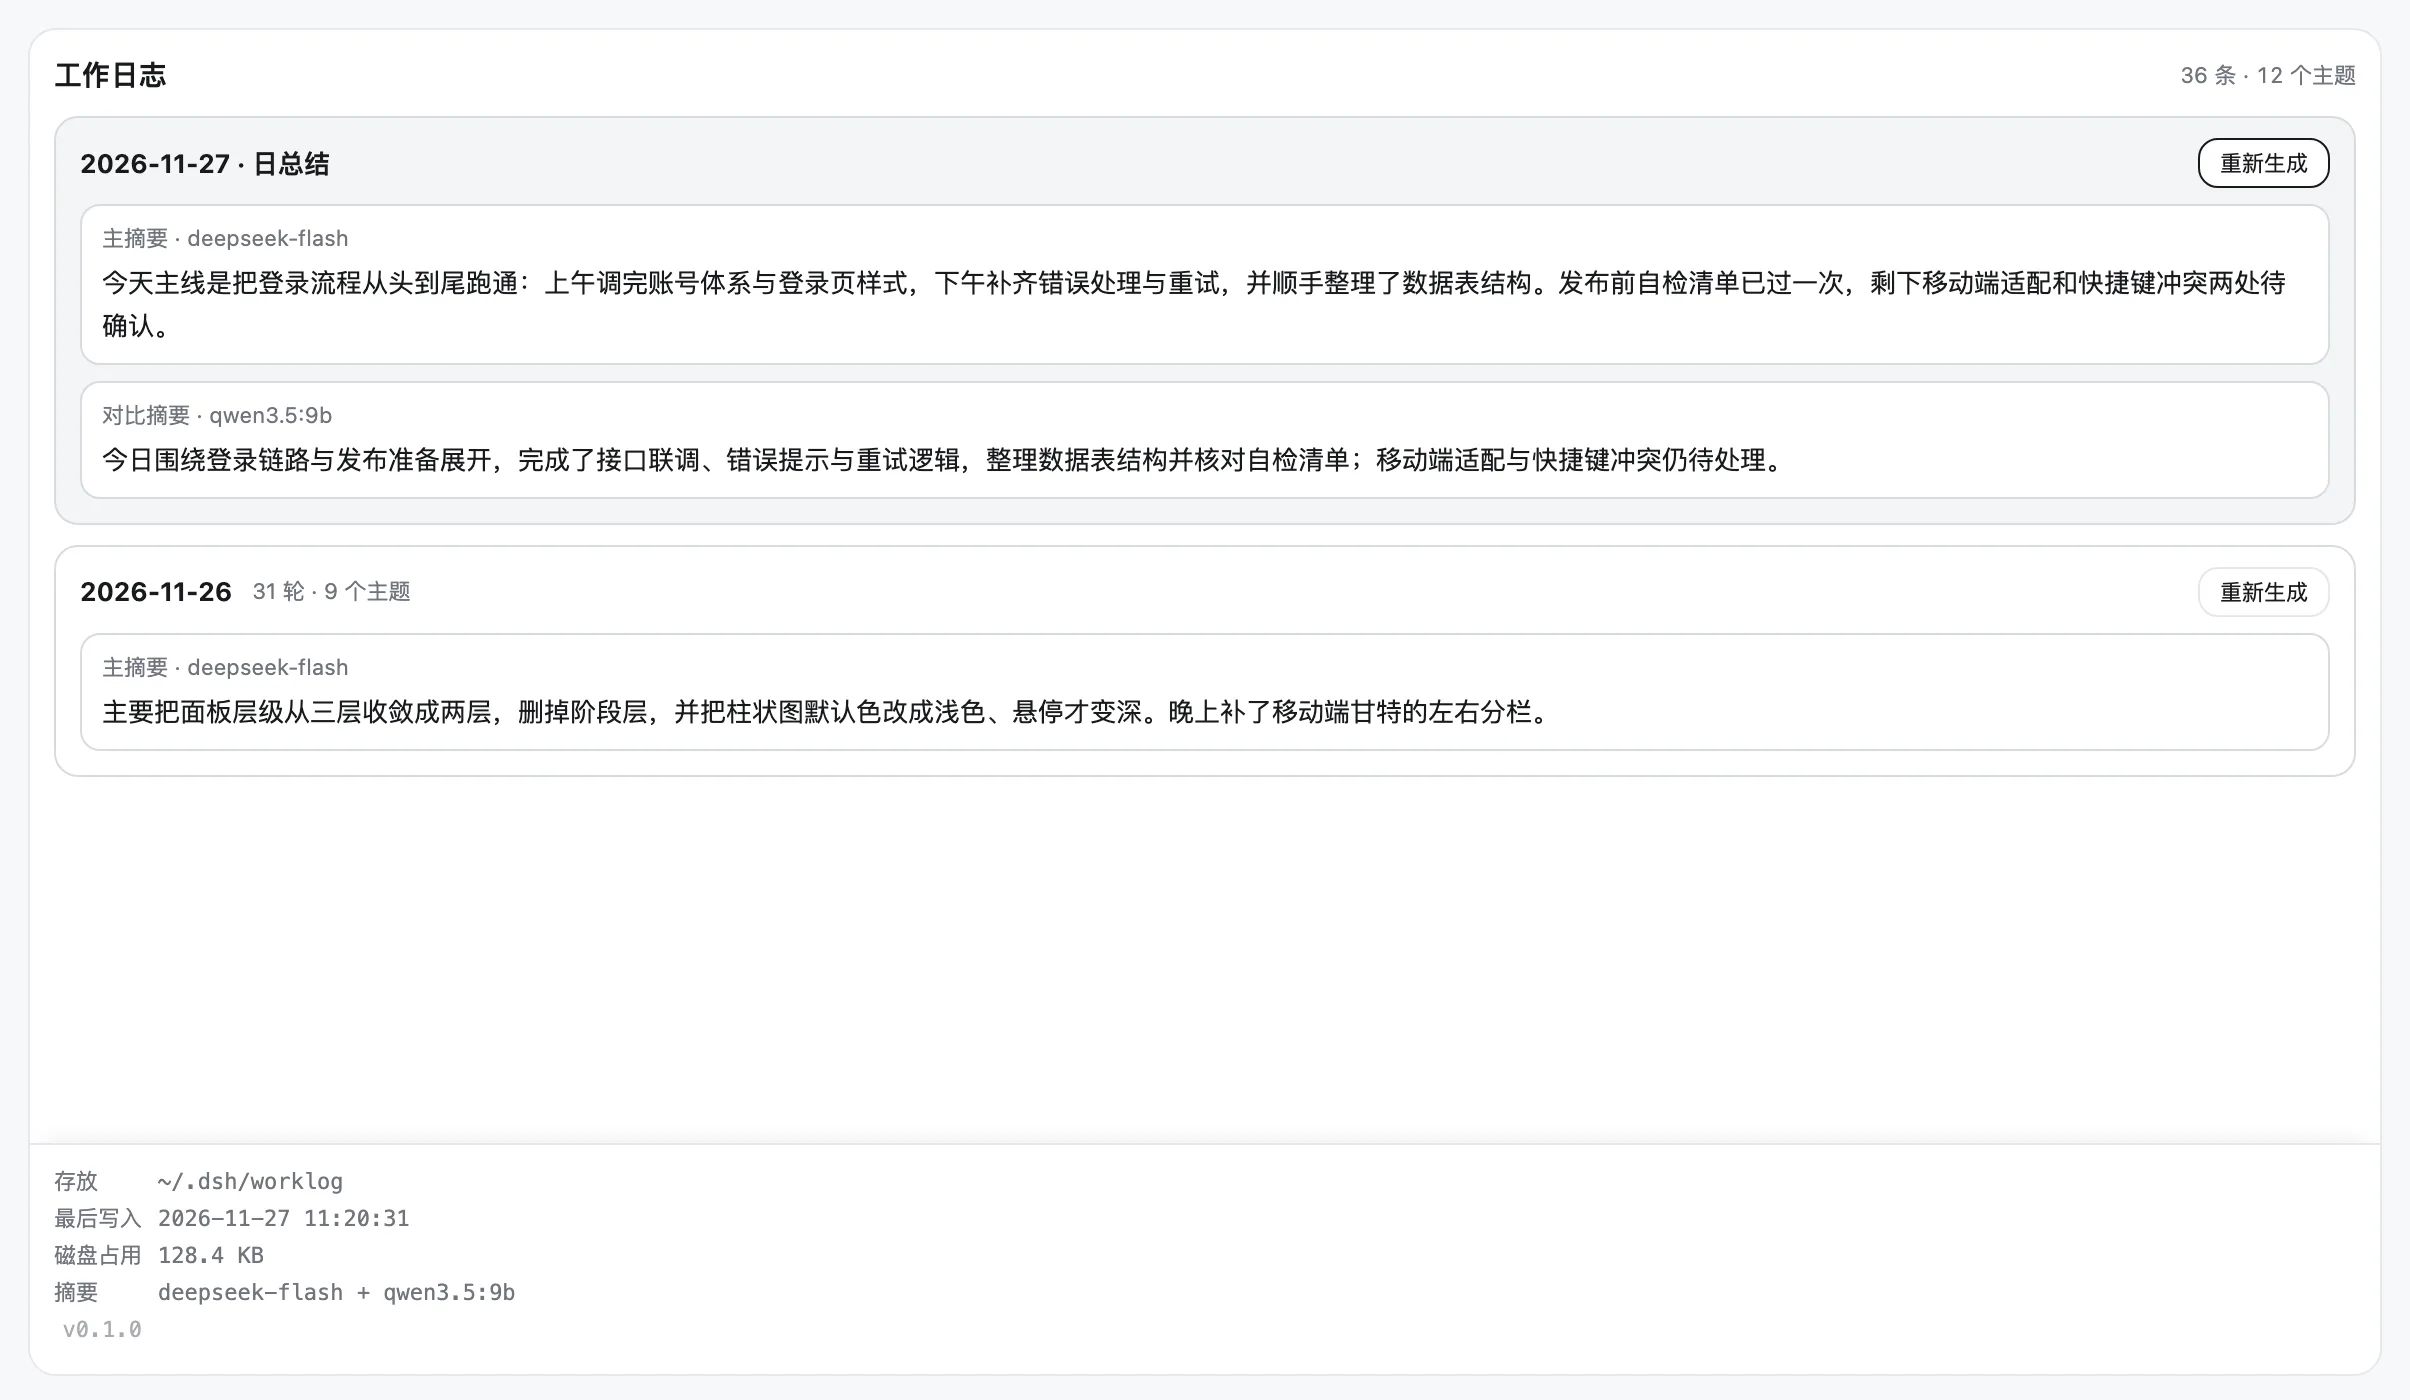 工作日志
36 条 · 12 个主题
2026-11-27 · 日总结
重新生成
主摘要 · deepseek-flash
今天主线是把登录流程从头到尾跑通：上午调完账号体系与登录页样式，下午补齐错误处理与重试，并顺手整理了数据表结构。发布前自检清单已过一次，剩下移动端适配和快捷键冲突两处待
确认。
对比摘要 · qwen3.5:9b
今日围绕登录链路与发布准备展开，完成了接口联调、错误提示与重试逻辑，整理数据表结构并核对自检清单；移动端适配与快捷键冲突仍待处理。
2026-11-26 31 轮 · 9 个主题
重新生成
主摘要 · deepseek-flash
主要把面板层级从三层收敛成两层，删掉阶段层，并把柱状图默认色改成浅色、悬停才变深。晚上补了移动端甘特的左右分栏。
存放 ~/.dsh/worklog
最后写入 2026-11-27 11:20:31
磁盘占用 128.4 KB
摘要 deepseek-flash + qwen3.5:9b
v0.1.0